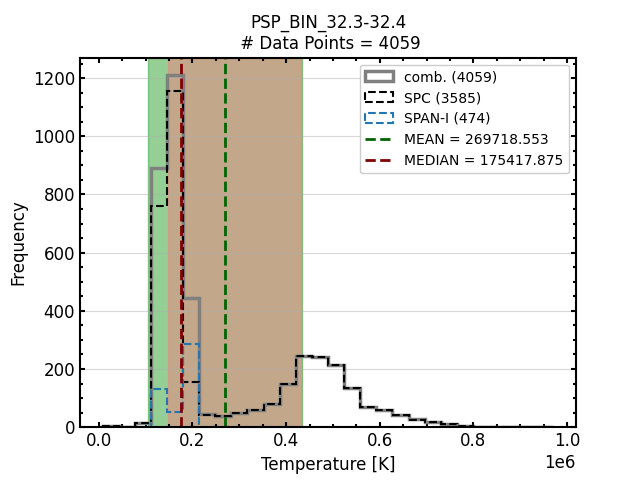 PSP_BIN_32.3-32.4
# Data Points = 4059
comb. (4059)
SPC (3585)
SPAN-I (474)
MEAN = 269718.553
MEDIAN = 175417.875
Frequency
1200
1000
800
600
400
200
0
0.0 0.2 0.4 0.6 0.8 1.0
1e6
Temperature [K]